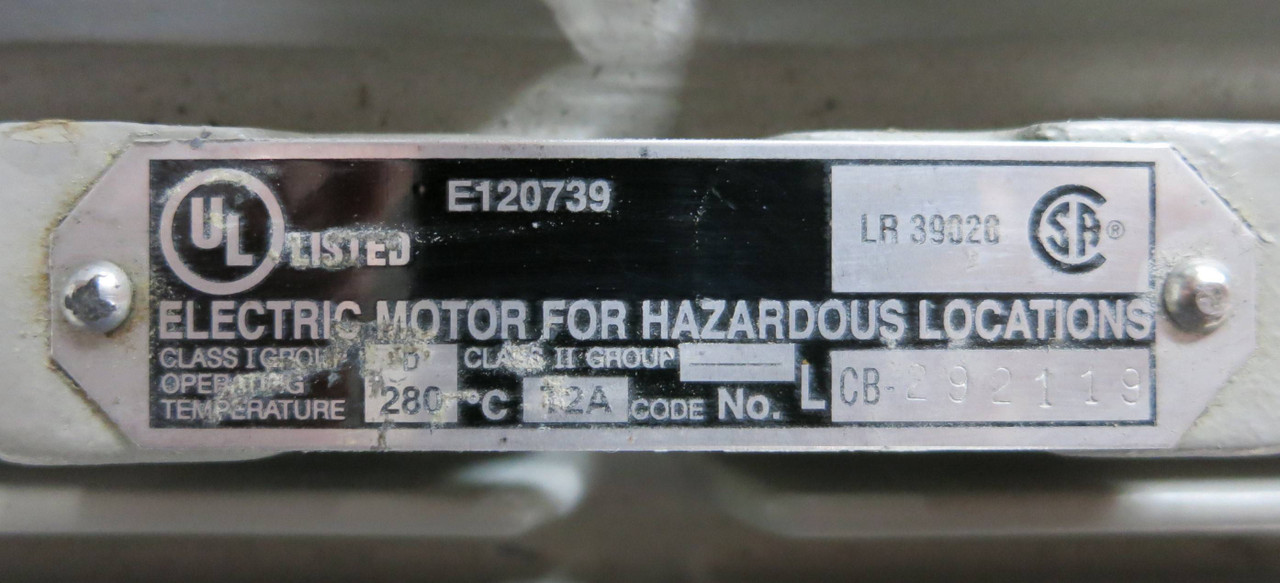 UL LISTED
E120739
LR 39020 CSA ®
ELECTRIC MOTOR FOR HAZARDOUS LOCATIONS
CLASS I GROUP D CLASS II GROUP
OPERATING
TEMPERATURE 280 °C T2A CODE No. L CB-292119